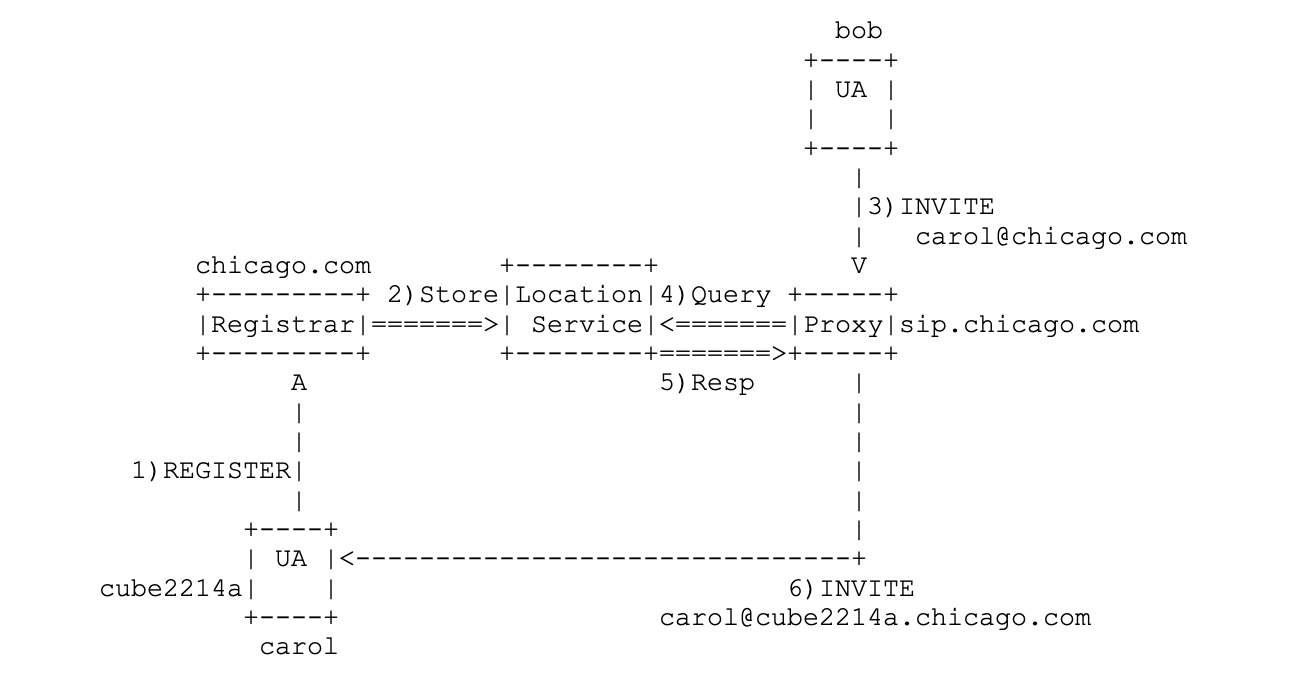 bob
+----+
| UA |
|    |
+----+
|
|3)INVITE
|   carol@chicago.com
chicago.com        +--------+            V
+---------+ 2)Store|Location|4)Query +-----+
|Registrar|=======>| Service|<=======|Proxy|sip.chicago.com
+---------+        +--------+=======>+-----+
A                      5)Resp      |
|                                  |
|                                  |
1)REGISTER|                                  |
|                                  |
+----+                                |
| UA |<-------------------------------+
cube2214a|    |                            6)INVITE
+----+                    carol@cube2214a.chicago.com
carol